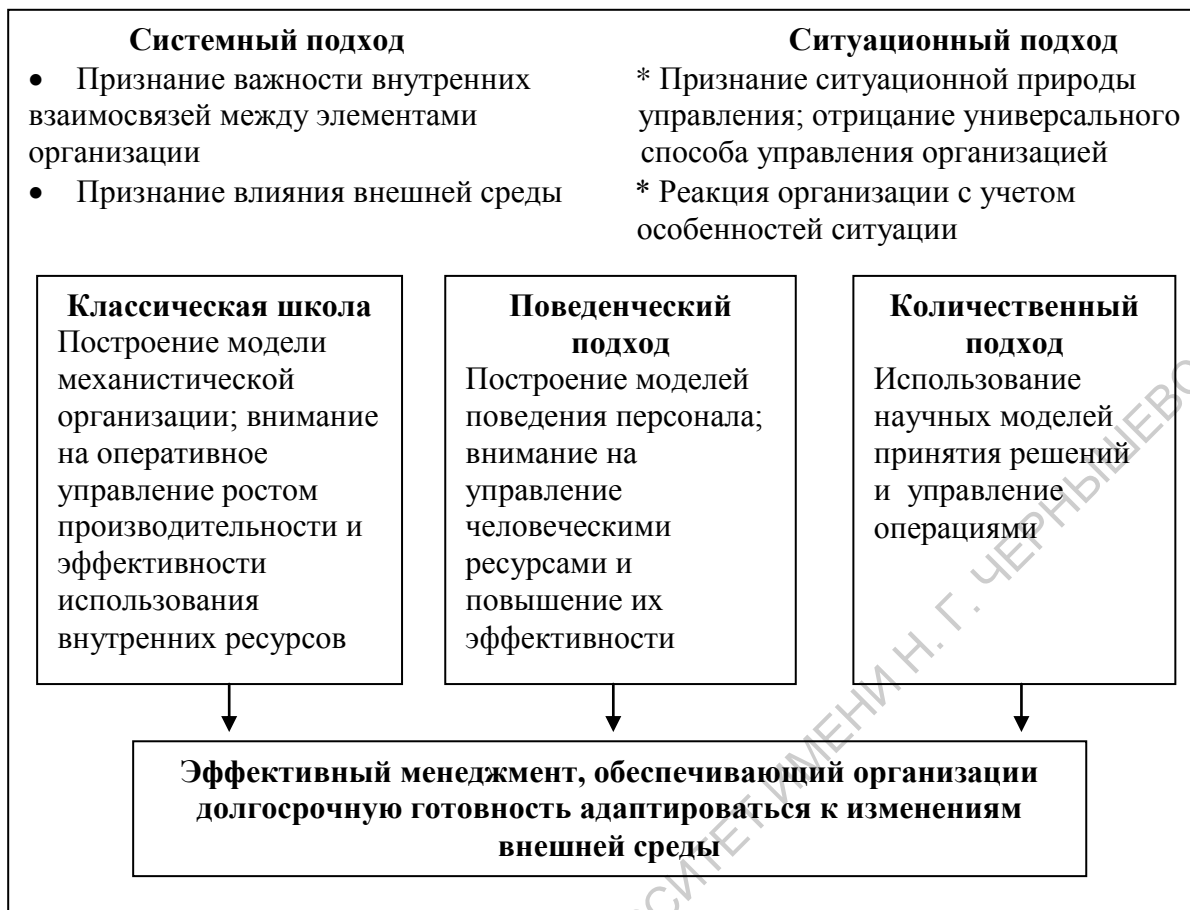 Системный подход
• Признание важности внутренних
взаимосвязей между элементами
организации
• Признание влияния внешней среды
Ситуационный подход
* Признание ситуационной природы
управления; отрицание универсального
способа управления организацией
* Реакция организации с учетом
особенностей ситуации
Классическая школа
Построение модели
механистической
организации; внимание
на оперативное
управление ростом
производительности и
эффективности
использования
внутренних ресурсов
Поведенческий
подход
Построение моделей
поведения персонала;
внимание на
управление
человеческими
ресурсами и
повышение их
эффективности
Количественный
подход
Использование
научных моделей
принятия решений
и управление
операциями
Эффективный менеджмент, обеспечивающий организации
долгосрочную готовность адаптироваться к изменениям
внешней среды
ИМЕНИ Н. Г.